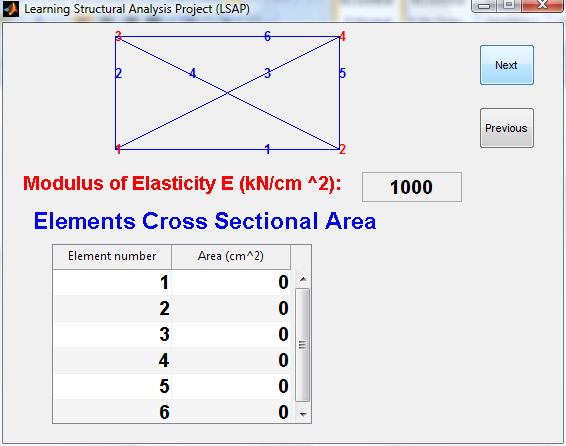 Learning Structural Analysis Project (LSAP)
3 6 4
2 4 3 5
1 1 2
Next
Previous
Modulus of Elasticity E (kN/cm ^2): 1000
Elements Cross Sectional Area
Element number Area (cm^2)
1 0
2 0
3 0
4 0
5 0
6 0